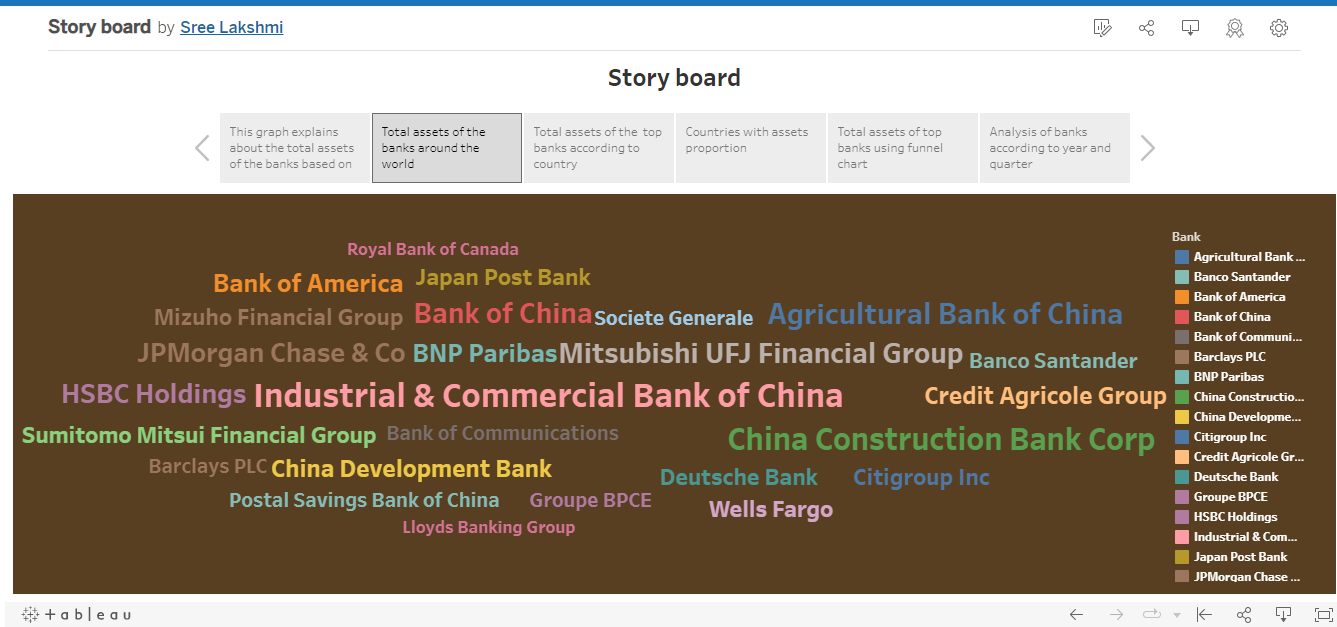 Story board by Sree Lakshmi
Story board
This graph explains
about the total assets
of the banks based on
Total assets of the
banks around the
world
Total assets of the top
banks according to
country
Countries with assets
proportion
Total assets of top
banks using funnel
chart
Analysis of banks
according to year and
quarter
Royal Bank of Canada
Bank of America
Japan Post Bank
Mizuho Financial Group
Bank of China
Societe Generale
Agricultural Bank of China
JPMorgan Chase & Co
BNP Paribas
Mitsubishi UFJ Financial Group
Banco Santander
HSBC Holdings
Industrial & Commercial Bank of China
Credit Agricole Group
Sumitomo Mitsui Financial Group
Bank of Communications
China Construction Bank Corp
Barclays PLC
China Development Bank
Deutsche Bank
Citigroup Inc
Postal Savings Bank of China
Groupe BPCE
Wells Fargo
Lloyds Banking Group
Bank
Agricultural Bank ...
Banco Santander
Bank of America
Bank of China
Bank of Communi...
Barclays PLC
BNP Paribas
China Constructio...
China Developme...
Citigroup Inc
Credit Agricole Gr...
Deutsche Bank
Groupe BPCE
HSBC Holdings
Industrial & Com...
Japan Post Bank
JPMorgan Chase ...
+ableau